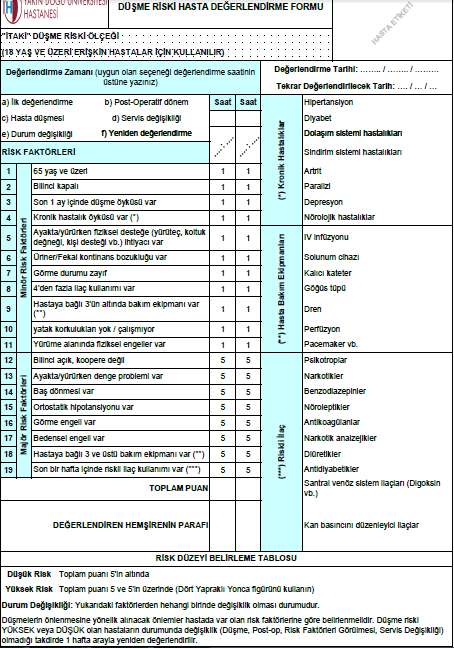 YAKIN DOĞU ÜNİVERSİTESİ
HASTANESİ
DÜŞME RİSKİ HASTA DEĞERLENDİRME FORMU
HASTA ETİKETİ
"İTAKİ" DÜŞME RİSKİ ÖLÇEĞİ
(18 YAŞ VE ÜZERİ ERİŞKİN HASTALAR İÇİN KULLANILIR)
Değerlendirme Zamanı (uygun olan seçeneği değerlendirme saatinin
üstüne yazınız)
Değerlendirme Tarihi: ........ / ........ / .........
Tekrar Değerlendirilecek Tarih: .... / ... / ...
a) İlk değerlendirme b) Post-Operatif dönem
c) Hasta düşmesi d) Servis değişikliği
e) Durum değişikliği f) Yeniden değerlendirme
Saat Saat
RİSK FAKTÖRLERİ
Minör Risk Faktörleri
1 65 yaş ve üzeri 1 1
2 Bilinci kapalı 1 1
3 Son 1 ay içinde düşme öyküsü var 1 1
4 Kronik hastalık öyküsü var (*) 1 1
5 Ayakta/yürürken fiziksel desteğe (yürüteç, koltuk
değneği, kişi desteği vb.) ihtiyacı var 1 1
6 Üriner/Fekal kontinans bozukluğu var 1 1
7 Görme durumu zayıf 1 1
8 4'den fazla ilaç kullanımı var 1 1
9 Hastaya bağlı 3'ün altında bakım ekipmanı var
(**) 1 1
10 yatak korkulukları yok / çalışmıyor 1 1
11 Yürüme alanında fiziksel engeller var 1 1
Majör Risk Faktörleri
12 Bilinci açık, koopere değil 5 5
13 Ayakta/yürürken denge problemi var 5 5
14 Baş dönmesi var 5 5
15 Ortostatik hipotansiyonu var 5 5
16 Görme engeli var 5 5
17 Bedensel engeli var 5 5
18 Hastaya bağlı 3 ve üstü bakım ekipmanı var (**) 5 5
19 Son bir hafta içinde riskli ilaç kullanımı var (***) 5 5
TOPLAM PUAN
DEĞERLENDİREN HEMŞİRENİN PARAFI
(*) Kronik Hastalıklar
Hipertansiyon
Diyabet
Dolaşım sistemi hastalıkları
Sindirim sistemi hastalıkları
Artrit
Paralizi
Depresyon
Nörolojik hastalıklar
(**) Hasta Bakım Ekipmanları
IV İnfüzyonu
Solunum cihazı
Kalıcı kateter
Göğüs tüpü
Dren
Perfüzyon
Pacemaker vb.
(***) Riskli İlaç
Psikotroplar
Narkotikler
Benzodiazepinler
Nöroleptikler
Antikoagülanlar
Narkotik analzejikler
Diüretikler
Antidiyabetikler
Santral venöz sistem ilaçları (Digoksin
vb.)
Kan basıncını düzenleyici ilaçlar
RİSK DÜZEYİ BELİRLEME TABLOSU
Düşük Risk Toplam puanı 5'in altında
Yüksek Risk Toplam puanı 5 ve 5'in üzerinde (Dört Yapraklı Yonca figürünü kullanın)
Durum Değişikliği: Yukarıdaki faktörlerden hangi birinde değişiklik olması durumudur.
Düşmelerin önlenmesine yönelik alınacak önlemler hastada var olan risk faktörlerine göre belirlenmelidir. Düşme riski
YÜKSEK veya DÜŞÜK olan hastaların durumunda değişiklik (Düşme, Post-op, Risk Faktörleri Görülmesi, Servis Değişikliği)
olmadığı takdirde 1 hafta arayla yeniden değerlendirilir.